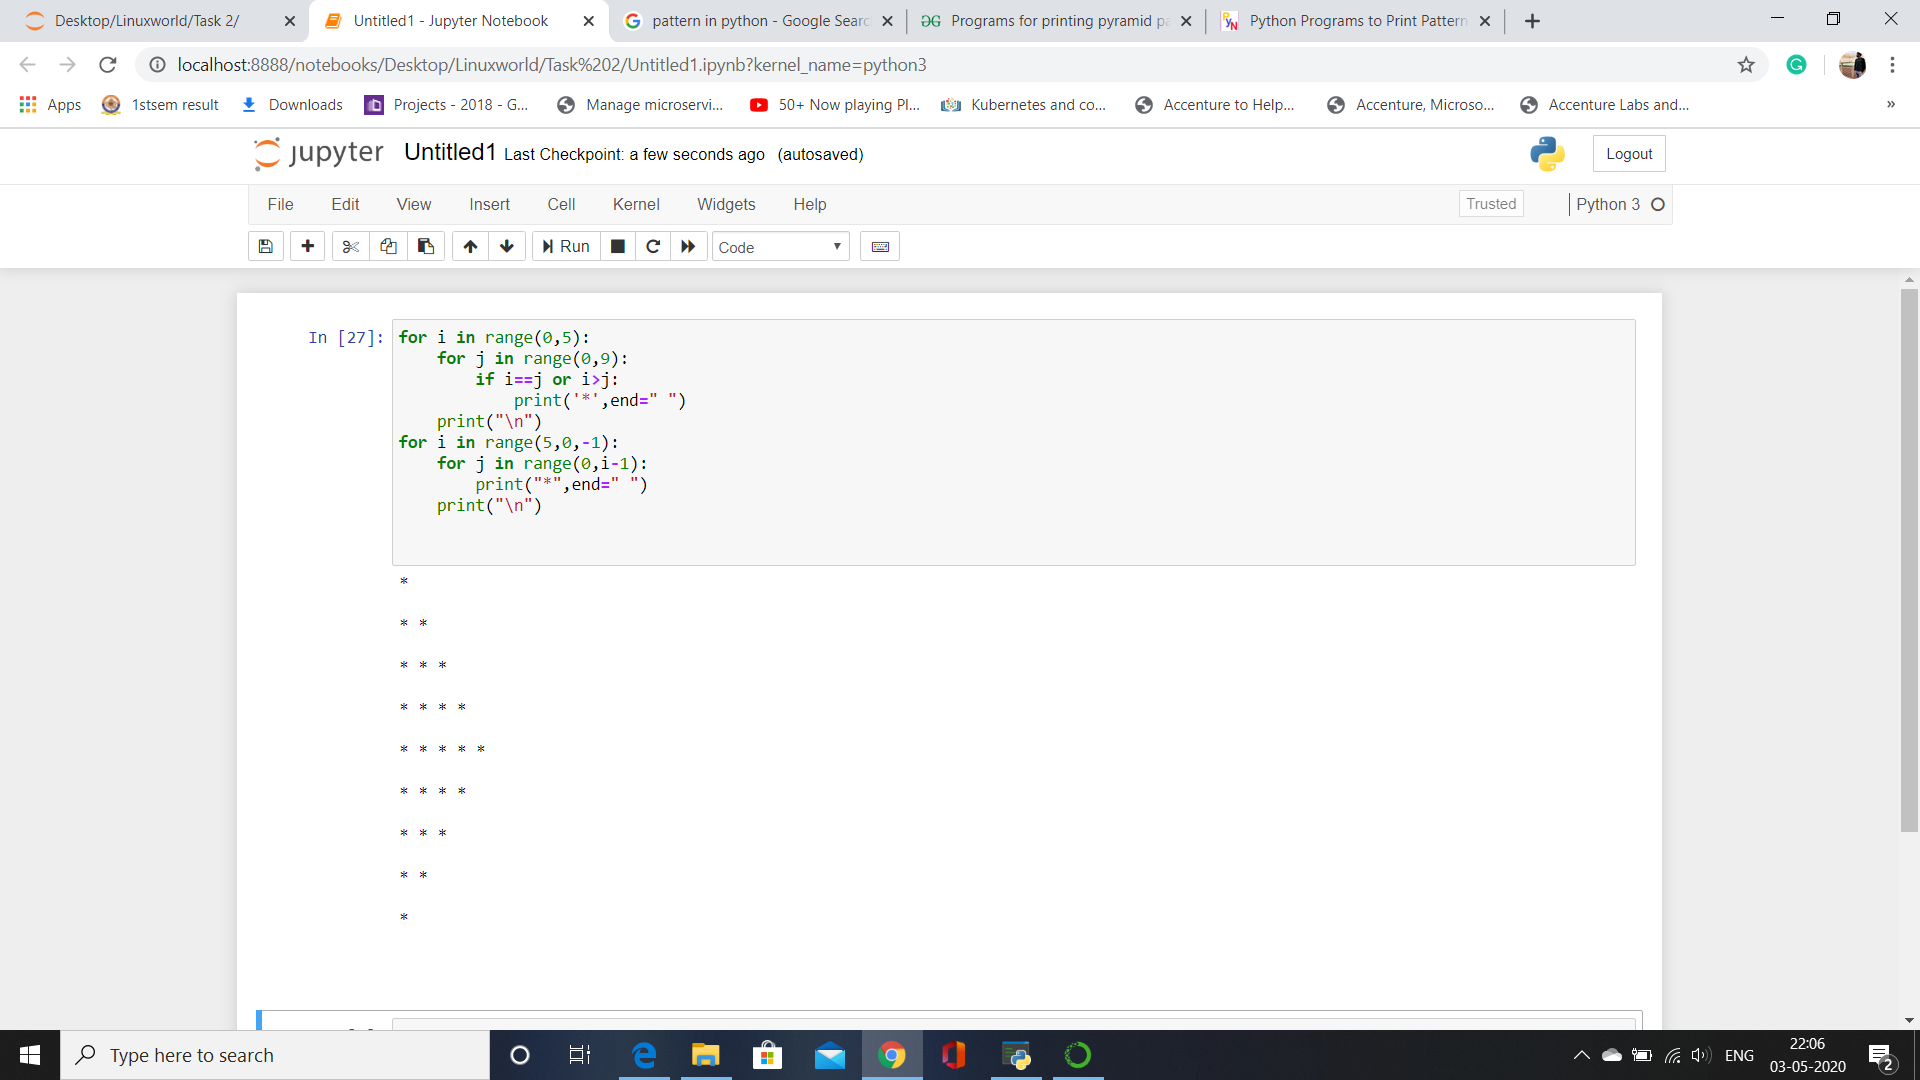 Desktop/Linuxworld/Task 2/
Untitled1 - Jupyter Notebook
pattern in python - Google Searc
Programs for printing pyramid pa
Python Programs to Print Pattern
localhost:8888/notebooks/Desktop/Linuxworld/Task%202/Untitled1.ipynb?kernel_name=python3
Apps
1stsem result
Downloads
Projects - 2018 - G...
Manage microservi...
50+ Now playing Pl...
Kubernetes and co...
Accenture to Help...
Accenture, Microso...
Accenture Labs and...
»
jupyter Untitled1 Last Checkpoint: a few seconds ago (autosaved)
Logout
File Edit View Insert Cell Kernel Widgets Help
Trusted
Python 3
Run
Code
In [27]:
for i in range(0,5):
    for j in range(0,9):
        if i==j or i>j:
            print('*',end=" ")
    print("\n")
for i in range(5,0,-1):
    for j in range(0,i-1):
        print("*",end=" ")
    print("\n")
*
* *
* * *
* * * *
* * * * *
* * * *
* * *
* *
*
Type here to search
ENG
22:06
03-05-2020
2